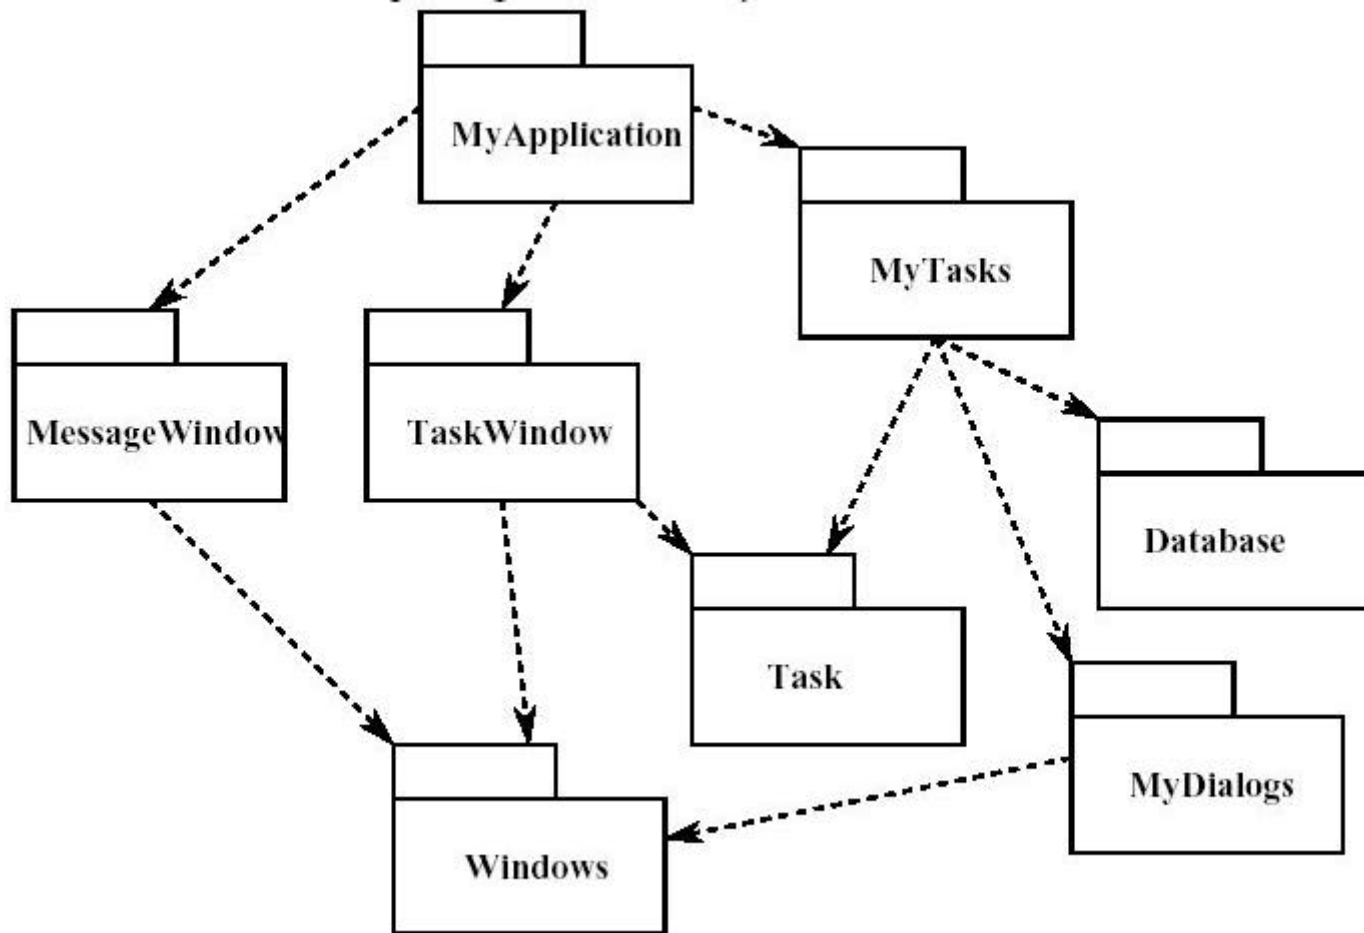 MyApplication
MyTasks
MessageWindow
TaskWindow
Database
Task
MyDialogs
Windows